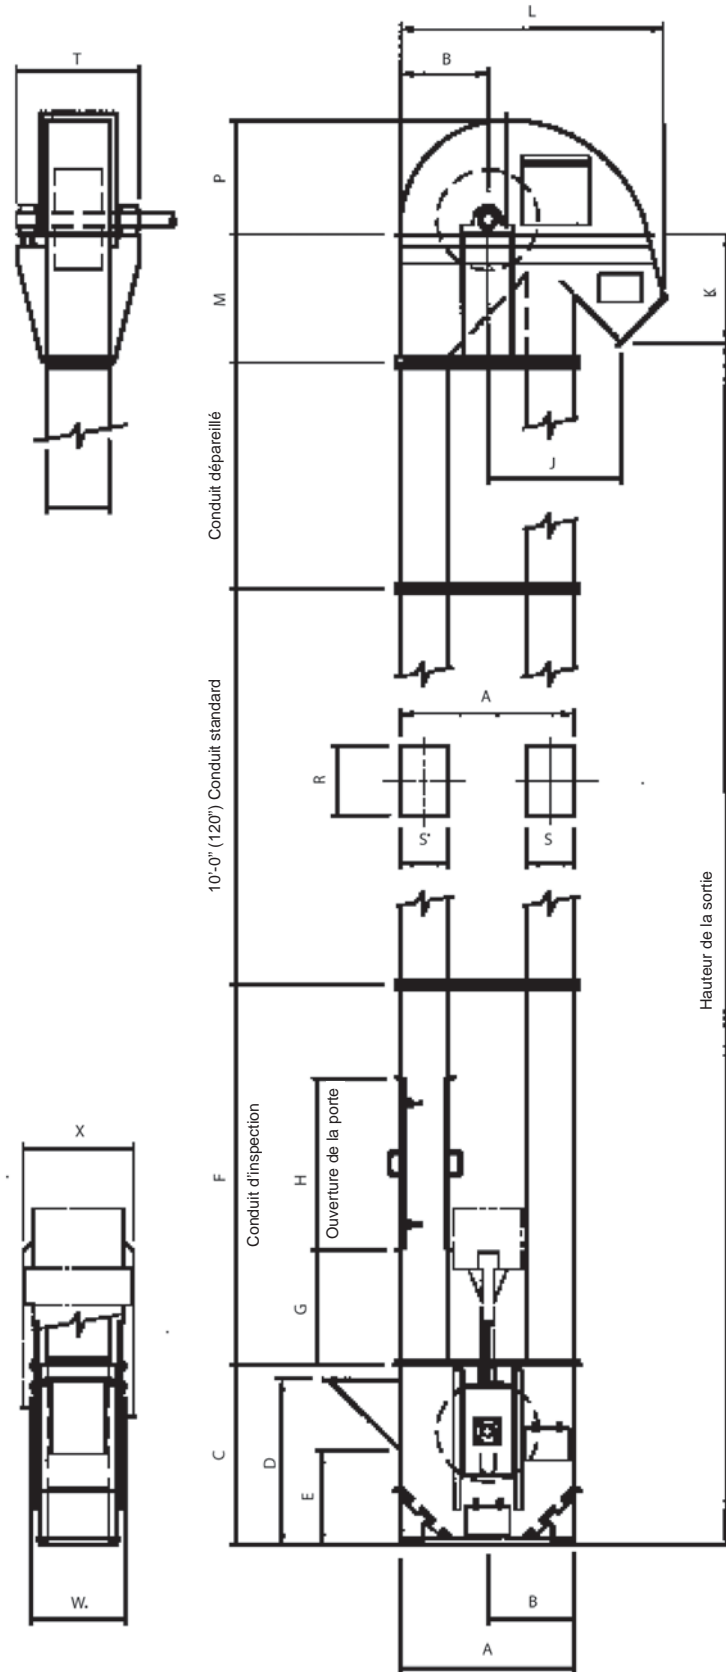 L
T
B
P
M
K
Conduit dépareillé
J
A
10'-0" (120") Conduit standard
R
S
S
Hauteur de la sortie
X
F
Conduit d'inspection
H
Ouverture de la porte
G
C
D
E
W.
B
A